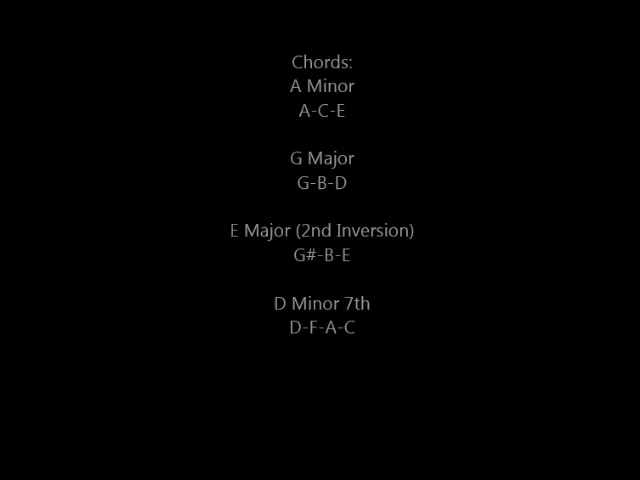 Chords:
A Minor
A-C-E
G Major
G-B-D
E Major (2nd Inversion)
G#-B-E
D Minor 7th
D-F-A-C